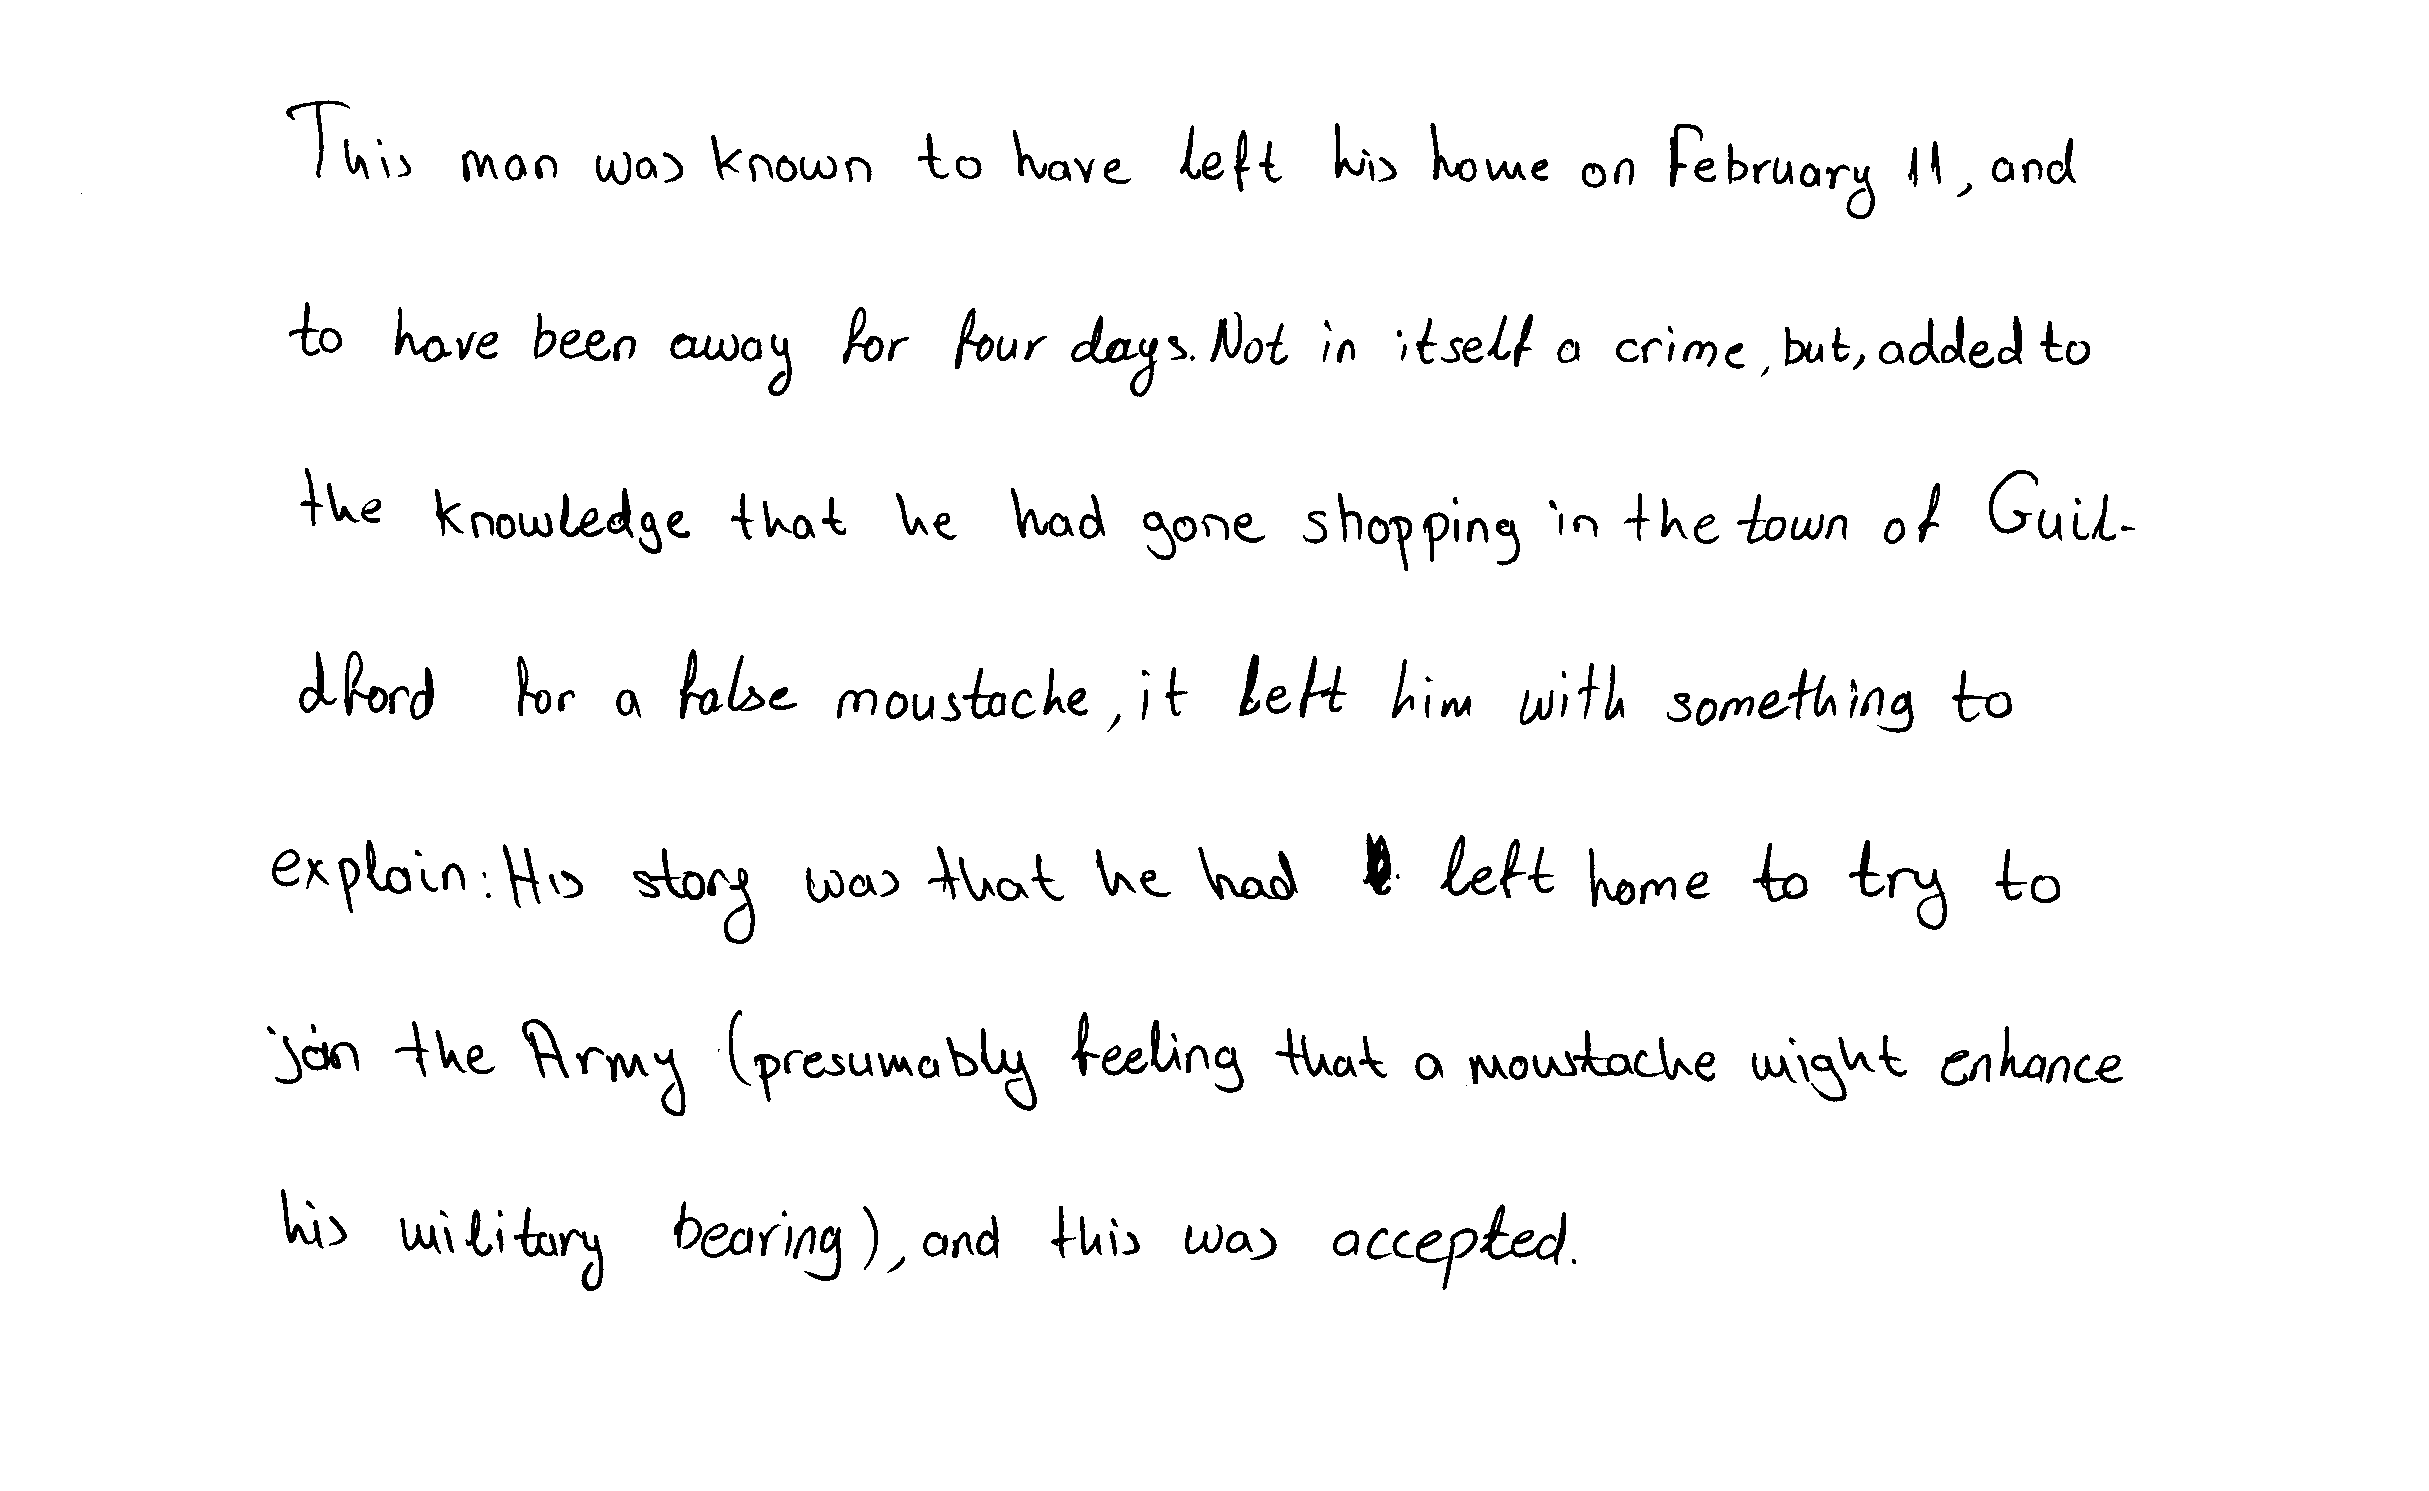 This man was known to have left his home on February 11, and
to have been away for four days. Not in itself a crime, but, added to
the knowledge that he had gone shopping in the town of Guil-
dford for a false moustache, it left him with something to
explain: His story was that he had left home to try to
join the Army (presumably feeling that a moustache might enhance
his military bearing), and this was accepted.